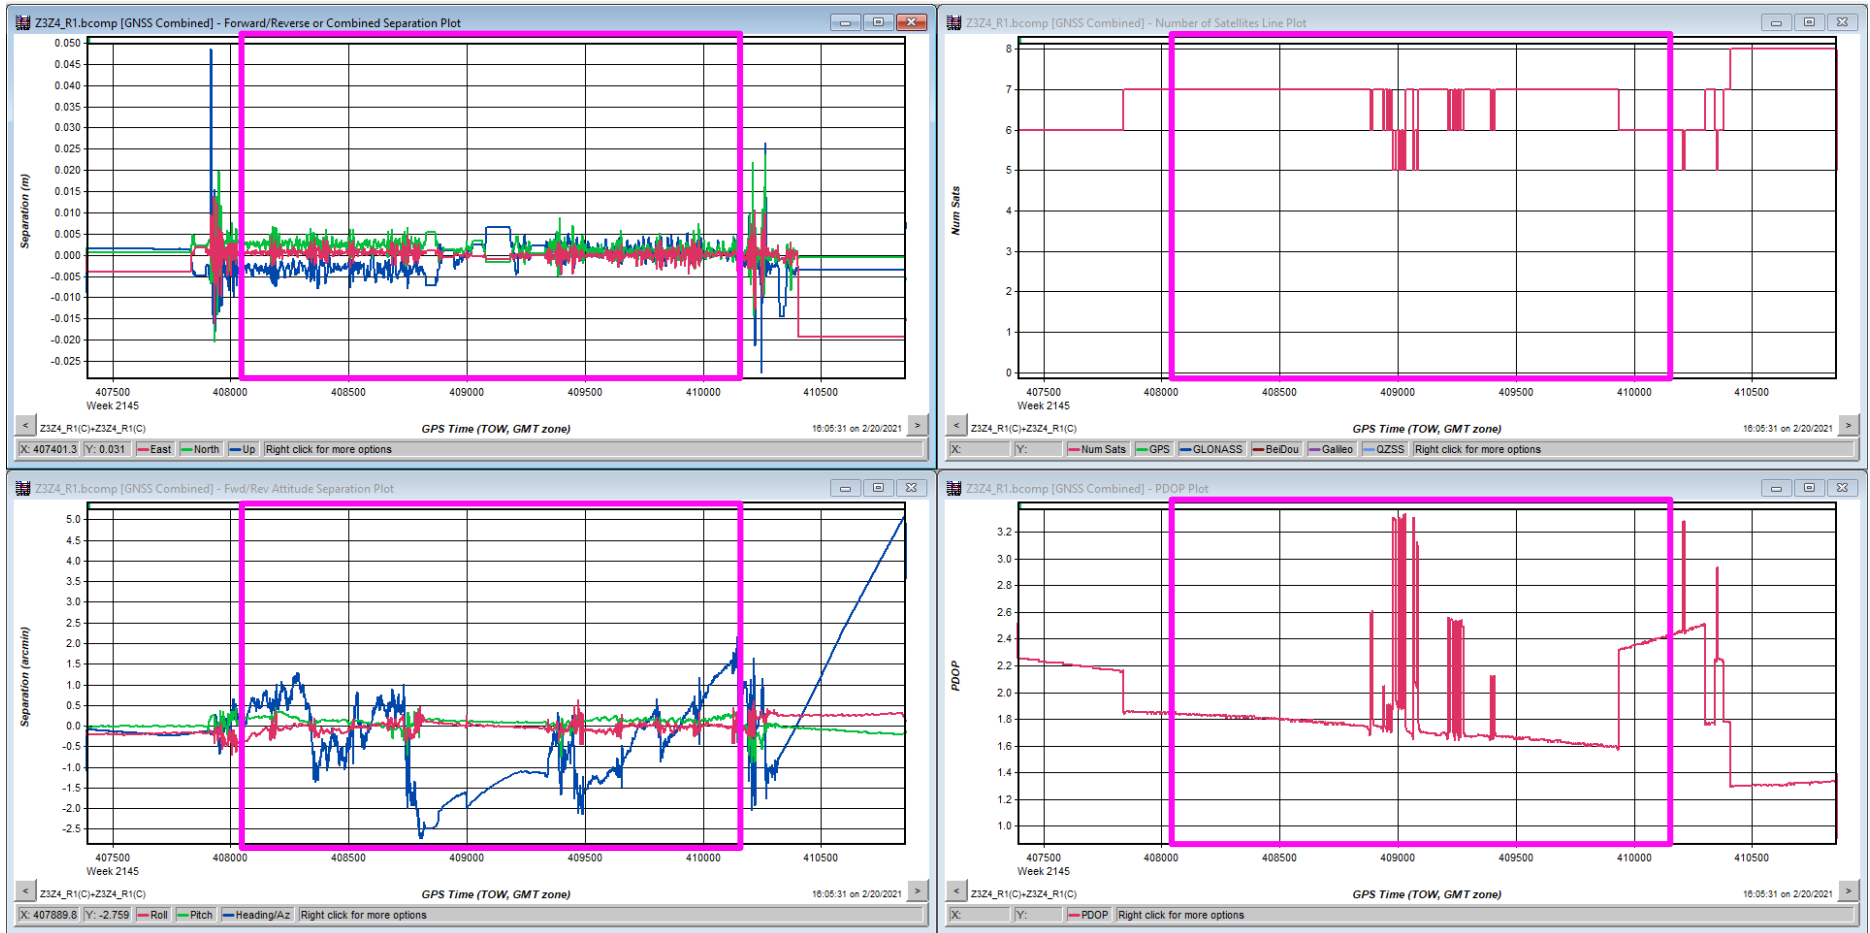 Z3Z4_R1.bcomp [GNSS Combined] - Forward/Reverse or Combined Separation Plot
0.050
0.045
0.040
0.035
0.030
0.025
0.020
0.015
0.010
0.005
0.000
-0.005
-0.010
-0.015
-0.020
-0.025
Separation (m)
407500 408000 408500 409000 409500 410000 410500
Week 2145
< Z3Z4_R1(C)+Z3Z4_R1(C) GPS Time (TOW, GMT zone) 16:05:31 on 2/20/2021 >
X: 407401.3 Y: 0.031 East North Up Right click for more options
Z3Z4_R1.bcomp [GNSS Combined] - Number of Satellites Line Plot
8
7
6
5
4
3
2
1
0
Num Sats
407500 408000 408500 409000 409500 410000 410500
Week 2145
< Z3Z4_R1(C)+Z3Z4_R1(C) GPS Time (TOW, GMT zone) 16:05:31 on 2/20/2021 >
X: Y: Num Sats GPS GLONASS BeiDou Galileo QZSS Right click for more options
Z3Z4_R1.bcomp [GNSS Combined] - Fwd/Rev Attitude Separation Plot
5.0
4.5
4.0
3.5
3.0
2.5
2.0
1.5
1.0
0.5
0.0
-0.5
-1.0
-1.5
-2.0
-2.5
Separation (arcmin)
407500 408000 408500 409000 409500 410000 410500
Week 2145
< Z3Z4_R1(C)+Z3Z4_R1(C) GPS Time (TOW, GMT zone) 16:05:31 on 2/20/2021 >
X: 407889.8 Y: -2.759 Roll Pitch Heading/Az Right click for more options
Z3Z4_R1.bcomp [GNSS Combined] - PDOP Plot
3.2
3.0
2.8
2.6
2.4
2.2
2.0
1.8
1.6
1.4
1.2
1.0
PDOP
407500 408000 408500 409000 409500 410000 410500
Week 2145
< Z3Z4_R1(C)+Z3Z4_R1(C) GPS Time (TOW, GMT zone) 16:05:31 on 2/20/2021 >
X: Y: PDOP Right click for more options